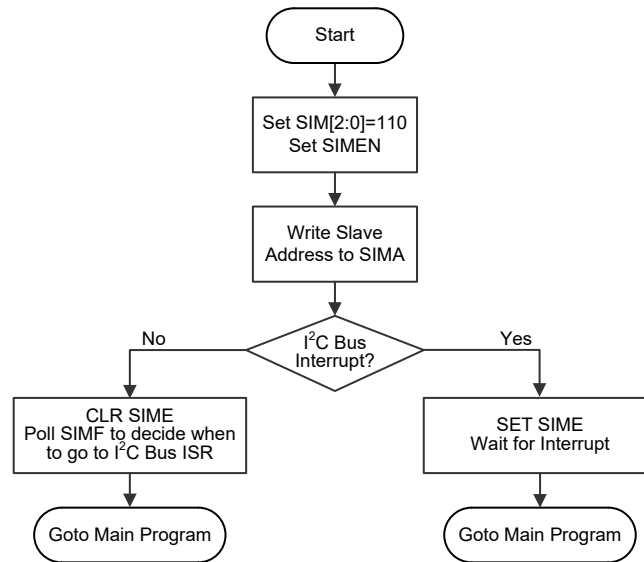 Start
Set SIM[2:0]=110
Set SIMEN
Write Slave
Address to SIMA
I²C Bus
Interrupt?
No
Yes
CLR SIME
Poll SIMF to decide when
to go to I²C Bus ISR
SET SIME
Wait for Interrupt
Goto Main Program
Goto Main Program